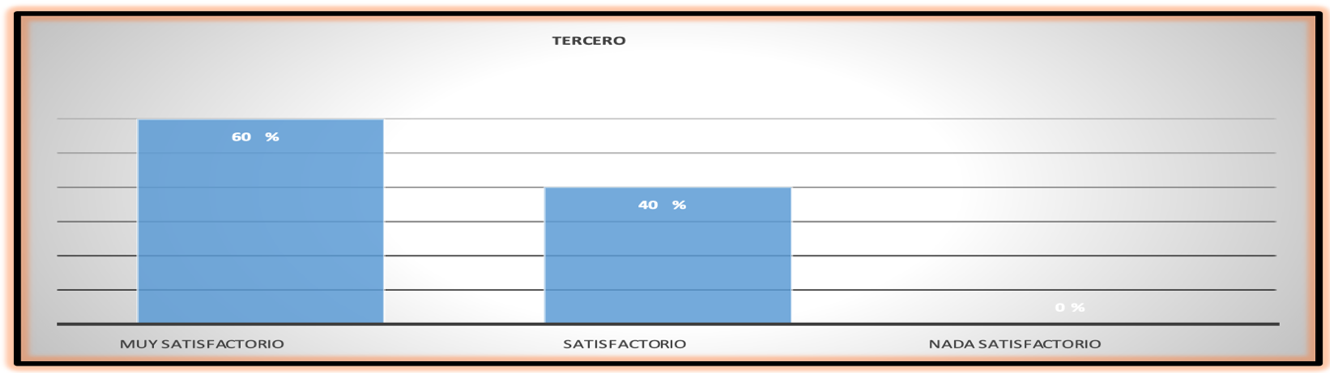 TERCERO
60 %
40 %
0 %
MUY SATISFACTORIO
SATISFACTORIO
NADA SATISFACTORIO